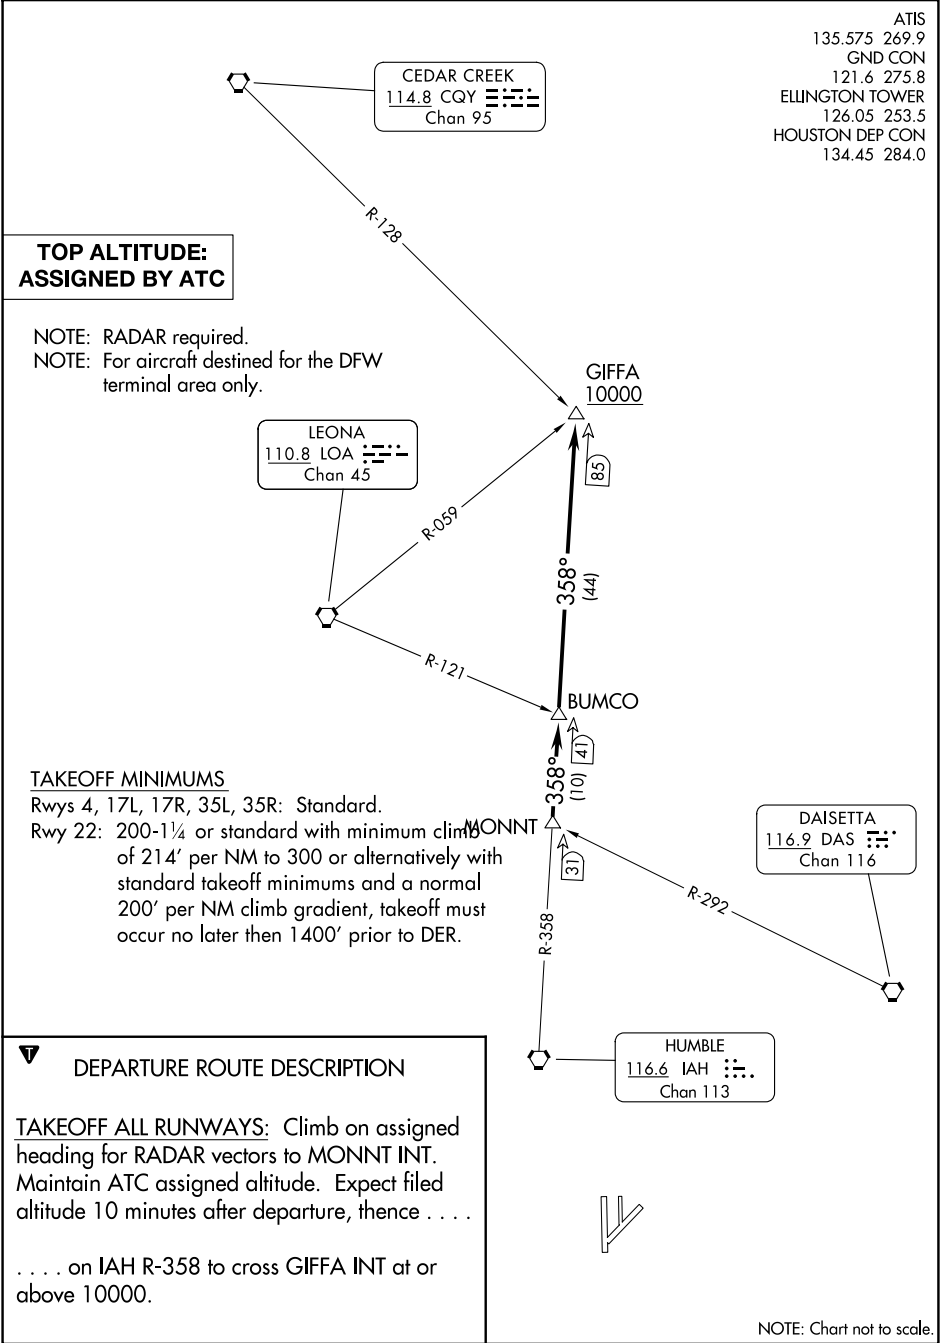 ATIS
135.575 269.9
GND CON
121.6 275.8
ELLINGTON TOWER
126.05 253.5
HOUSTON DEP CON
134.45 284.0
CEDAR CREEK
114.8 CQY
Chan 95
R-128
TOP ALTITUDE:
ASSIGNED BY ATC
NOTE: RADAR required.
NOTE: For aircraft destined for the DFW
terminal area only.
GIFFA
10000
85
LEONA
110.8 LOA
Chan 45
R-059
358°
(44)
R-121
BUMCO
41
358°
(10)
MONNT
31
TAKEOFF MINIMUMS
Rwys 4, 17L, 17R, 35L, 35R: Standard.
Rwy 22: 200-1¼ or standard with minimum climb
of 214' per NM to 300 or alternatively with
standard takeoff minimums and a normal
200' per NM climb gradient, takeoff must
occur no later then 1400' prior to DER.
DAISETTA
116.9 DAS
Chan 116
R-292
R-358
HUMBLE
116.6 IAH
Chan 113
T
DEPARTURE ROUTE DESCRIPTION
TAKEOFF ALL RUNWAYS: Climb on assigned
heading for RADAR vectors to MONNT INT.
Maintain ATC assigned altitude. Expect filed
altitude 10 minutes after departure, thence . . . .
. . . . on IAH R-358 to cross GIFFA INT at or
above 10000.
NOTE: Chart not to scale.